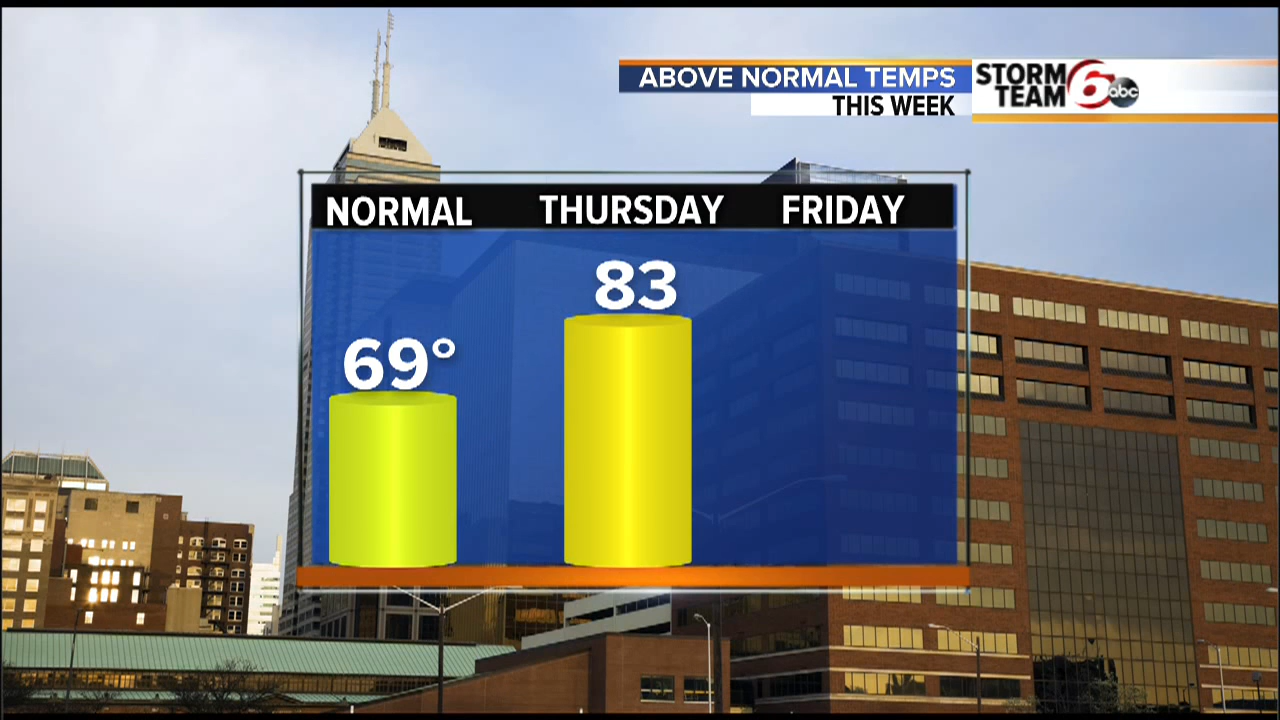 ABOVE NORMAL TEMPS
THIS WEEK
STORM
TEAM 6 abc
NORMAL THURSDAY FRIDAY
69° 83